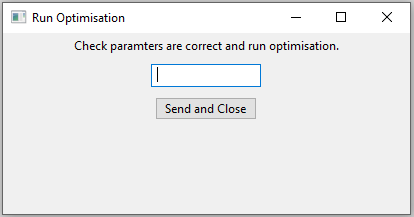 Run Optimisation
Check paramters are correct and run optimisation.
Send and Close